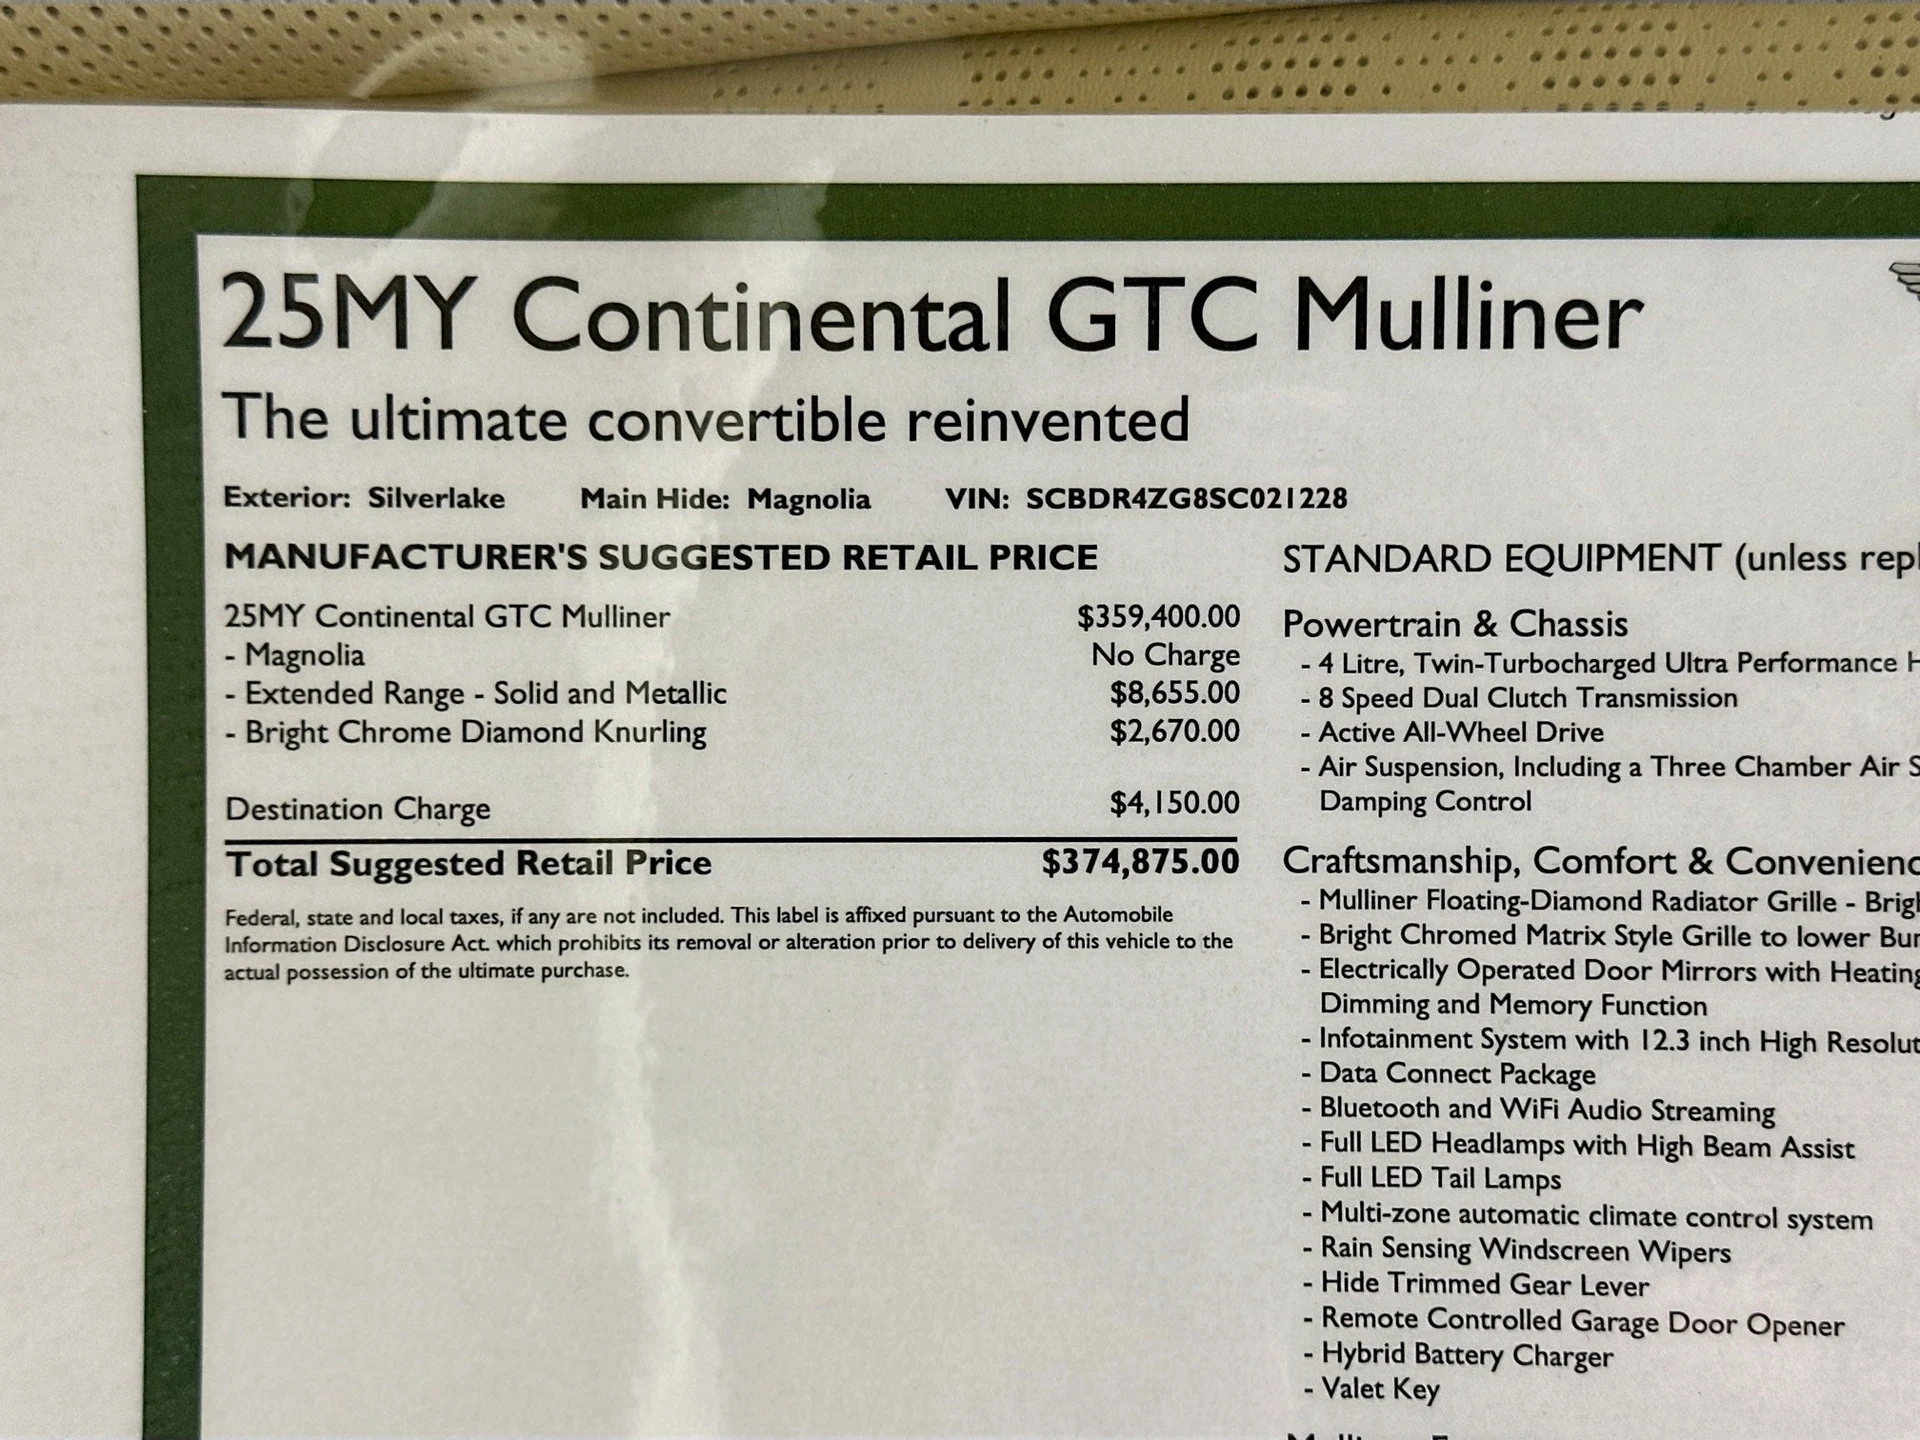 25MY Continental GTC Mulliner
The ultimate convertible reinvented
Exterior: Silverlake Main Hide: Magnolia VIN: SCBDR4ZG8SC021228
MANUFACTURER'S SUGGESTED RETAIL PRICE
25MY Continental GTC Mulliner $359,400.00
- Magnolia No Charge
- Extended Range - Solid and Metallic $8,655.00
- Bright Chrome Diamond Knurling $2,670.00
Destination Charge $4,150.00
Total Suggested Retail Price $374,875.00
Federal, state and local taxes, if any are not included. This label is affixed pursuant to the Automobile
Information Disclosure Act. which prohibits its removal or alteration prior to delivery of this vehicle to the
actual possession of the ultimate purchase.
STANDARD EQUIPMENT (unless
Powertrain & Chassis
- 4 Litre, Twin-Turbocharged Ultra Performance
- 8 Speed Dual Clutch Transmission
- Active All-Wheel Drive
- Air Suspension, Including a Three Chamber Air
Damping Control
Craftsmanship, Comfort &
- Mulliner Floating-Diamond Radiator Grille -
- Bright Chromed Matrix Style Grille to lower
- Electrically Operated Door Mirrors with Heating
Dimming and Memory Function
- Infotainment System with 12.3 inch High
- Data Connect Package
- Bluetooth and WiFi Audio Streaming
- Full LED Headlamps with High Beam Assist
- Full LED Tail Lamps
- Multi-zone automatic climate control system
- Rain Sensing Windscreen Wipers
- Hide Trimmed Gear Lever
- Remote Controlled Garage Door Opener
- Hybrid Battery Charger
- Valet Key